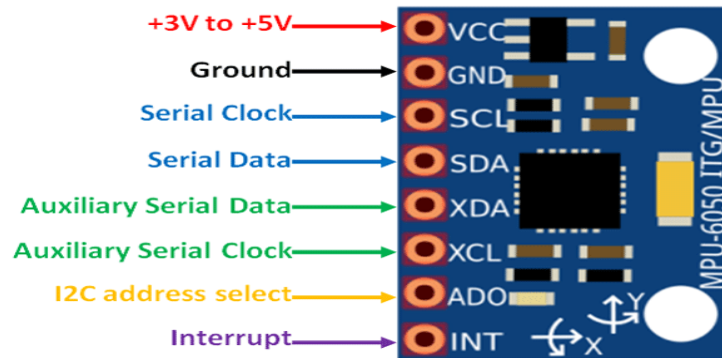 +3V to +5V VCC
Ground GND
Serial Clock SCL
Serial Data SDA
Auxiliary Serial Data XDA
Auxiliary Serial Clock XCL
I2C address select ADO
Interrupt INT
X
Y
MPU-6050 ITG/MPU